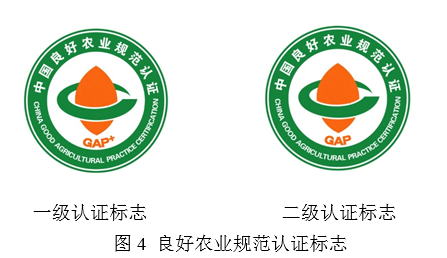 中国良好农业规范认证
GAP+
CHINA GOOD AGRICULTURAL PRACTICE CERTIFICATION
中国良好农业规范认证
GAP
CHINA GOOD AGRICULTURAL PRACTICE CERTIFICATION
一级认证标志
二级认证标志
图 4 良好农业规范认证标志